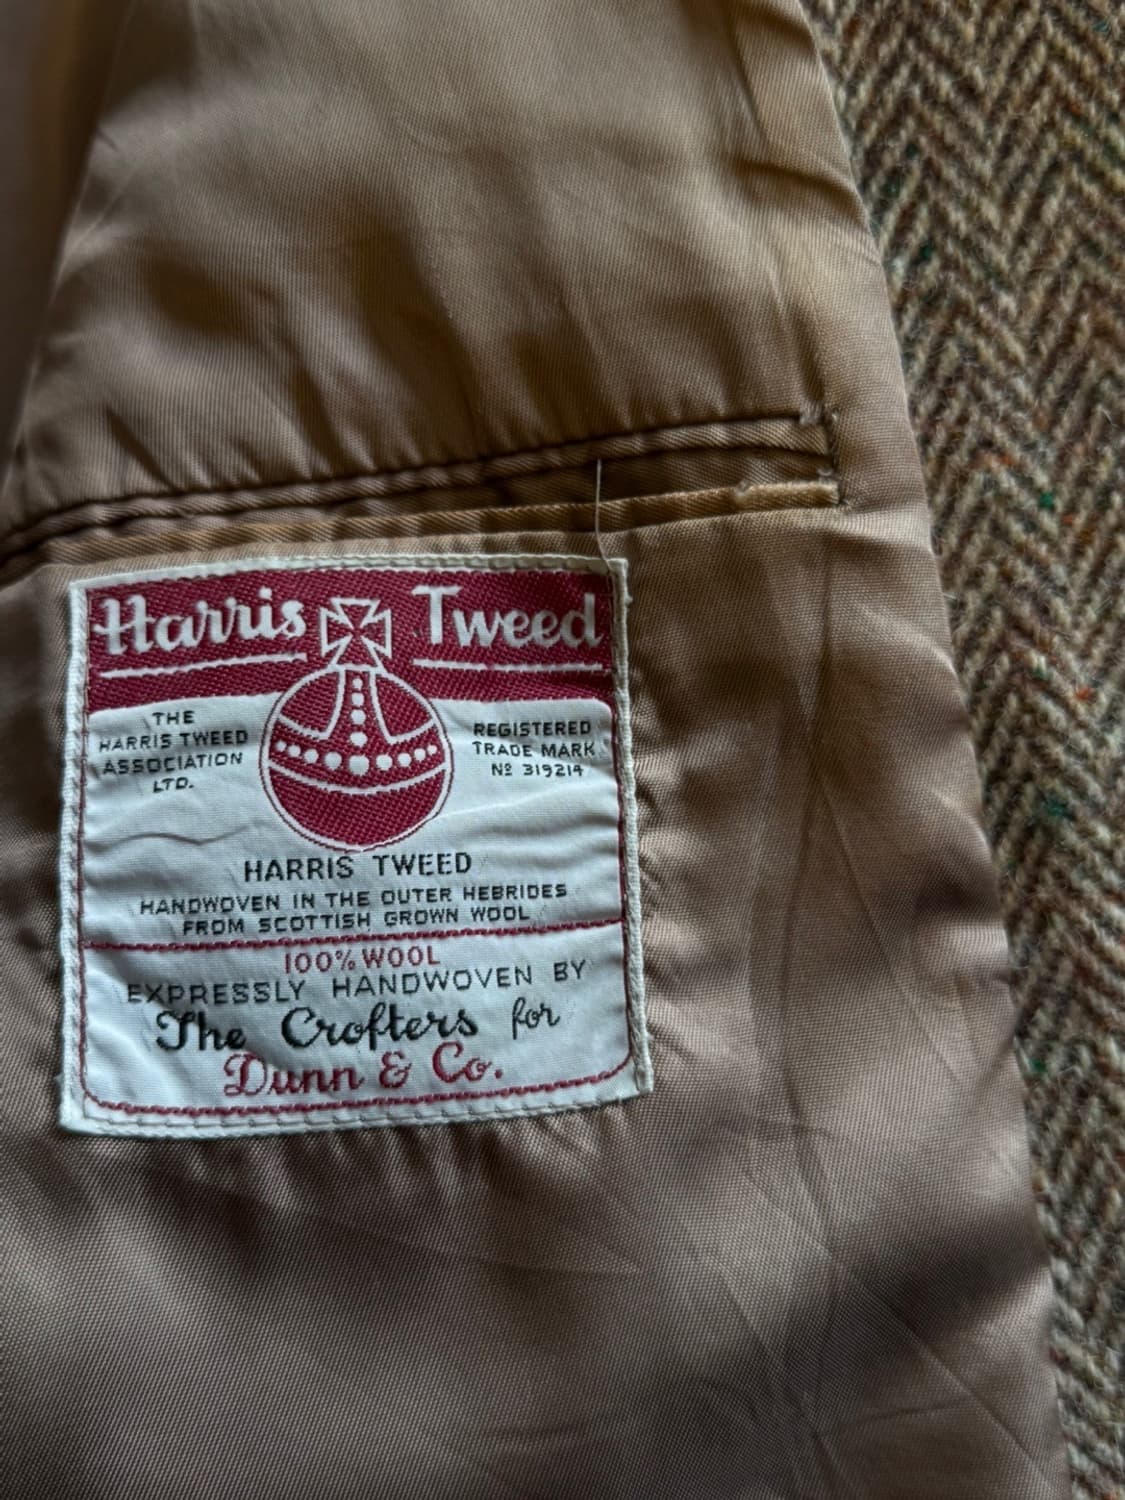 Harris Tweed
THE
HARRIS TWEED
ASSOCIATION
LTD.
REGISTERED
TRADE MARK
Nº 319214
HARRIS TWEED
HANDWOVEN IN THE OUTER HEBRIDES
FROM SCOTTISH GROWN WOOL
100% WOOL
EXPRESSLY HANDWOVEN BY
The Crofters for
Dunn & Co.